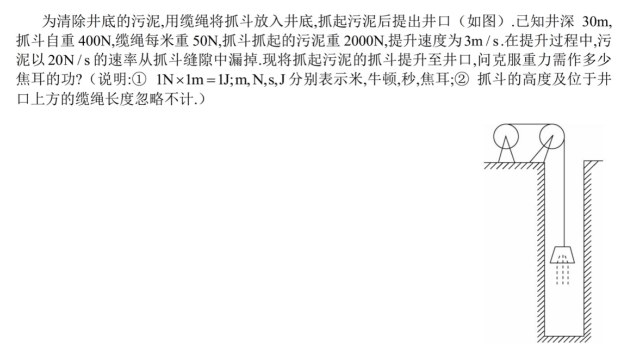 为清除井底的污泥,用缆绳将抓斗放入井底,抓起污泥后提出井口（如图）.已知井深 30m,
抓斗自重 400N,缆绳每米重 50N,抓斗抓起的污泥重 2000N,提升速度为3m / s.在提升过程中,污
泥以 20N / s 的速率从抓斗缝隙中漏掉.现将抓起污泥的抓斗提升至井口,问克服重力需作多少
焦耳的功?（说明:① 1N×1m=1J;m, N,s,J 分别表示米,牛顿,秒,焦耳;② 抓斗的高度及位于井
口上方的缆绳长度忽略不计.）